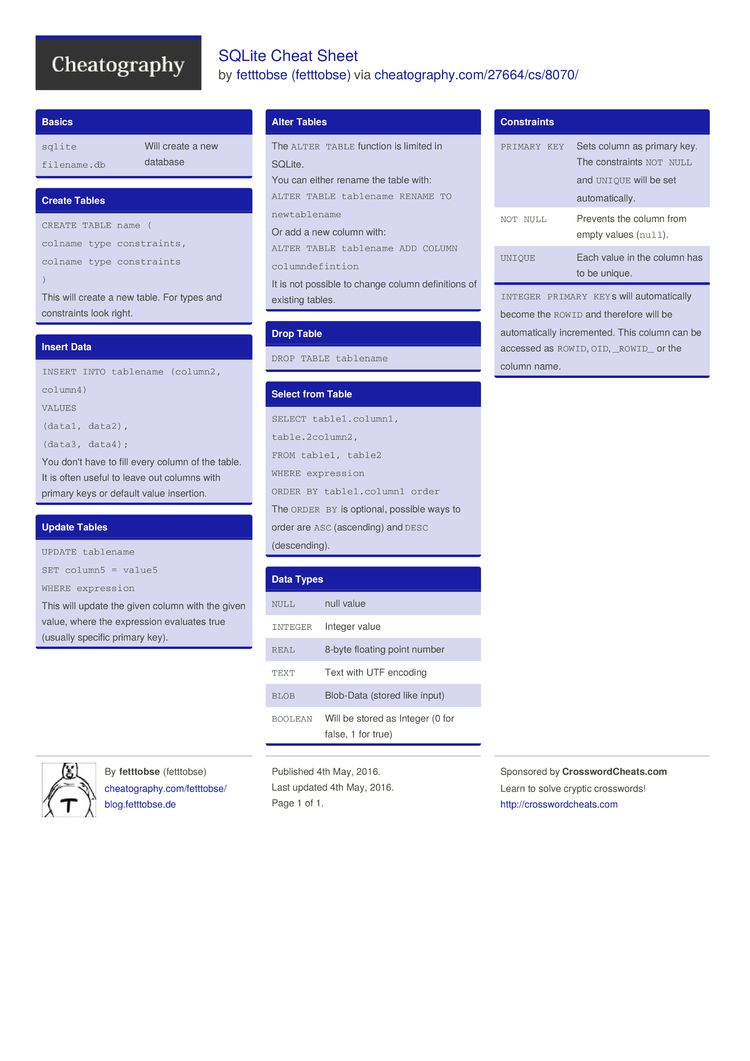 Cheatography
SQLite Cheat Sheet
by fetttobse (fetttobse) via cheatography.com/27664/cs/8070/
Basics
sqlite
filename.db
Will create a new
database
Create Tables
CREATE TABLE name (
colname type constraints,
colname type constraints
)
This will create a new table. For types and
constraints look right.
Insert Data
INSERT INTO tablename (column2,
column4)
VALUES
(data1, data2),
(data3, data4);
You don't have to fill every column of the table.
It is often useful to leave out columns with
primary keys or default value insertion.
Update Tables
UPDATE tablename
SET column5 = value5
WHERE expression
This will update the given column with the given
value, where the expression evaluates true
(usually specific primary key).
Alter Tables
The ALTER TABLE function is limited in
SQLite.
You can either rename the table with:
ALTER TABLE tablename RENAME TO
newtablename
Or add a new column with:
ALTER TABLE tablename ADD COLUMN
columndefintion
It is not possible to change column definitions of
existing tables.
Drop Table
DROP TABLE tablename
Select from Table
SELECT table1.column1,
table.2column2,
FROM table1, table2
WHERE expression
ORDER BY table1.column1 order
The ORDER BY is optional, possible ways to
order are ASC (ascending) and DESC
(descending).
Data Types
NULL null value
INTEGER Integer value
REAL 8-byte floating point number
TEXT Text with UTF encoding
BLOB Blob-Data (stored like input)
BOOLEAN Will be stored as Integer (0 for
false, 1 for true)
Constraints
PRIMARY KEY Sets column as primary key.
The constraints NOT NULL
and UNIQUE will be set
automatically.
NOT NULL Prevents the column from
empty values (null).
UNIQUE Each value in the column has
to be unique.
INTEGER PRIMARY KEYs will automatically
become the ROWID and therefore will be
automatically incremented. This column can be
accessed as ROWID, OID, _ROWID_ or the
column name.
T
By fetttobse (fetttobse)
cheatography.com/fetttobse/
blog.fetttobse.de
Published 4th May, 2016.
Last updated 4th May, 2016.
Page 1 of 1.
Sponsored by CrosswordCheats.com
Learn to solve cryptic crosswords!
http://crosswordcheats.com